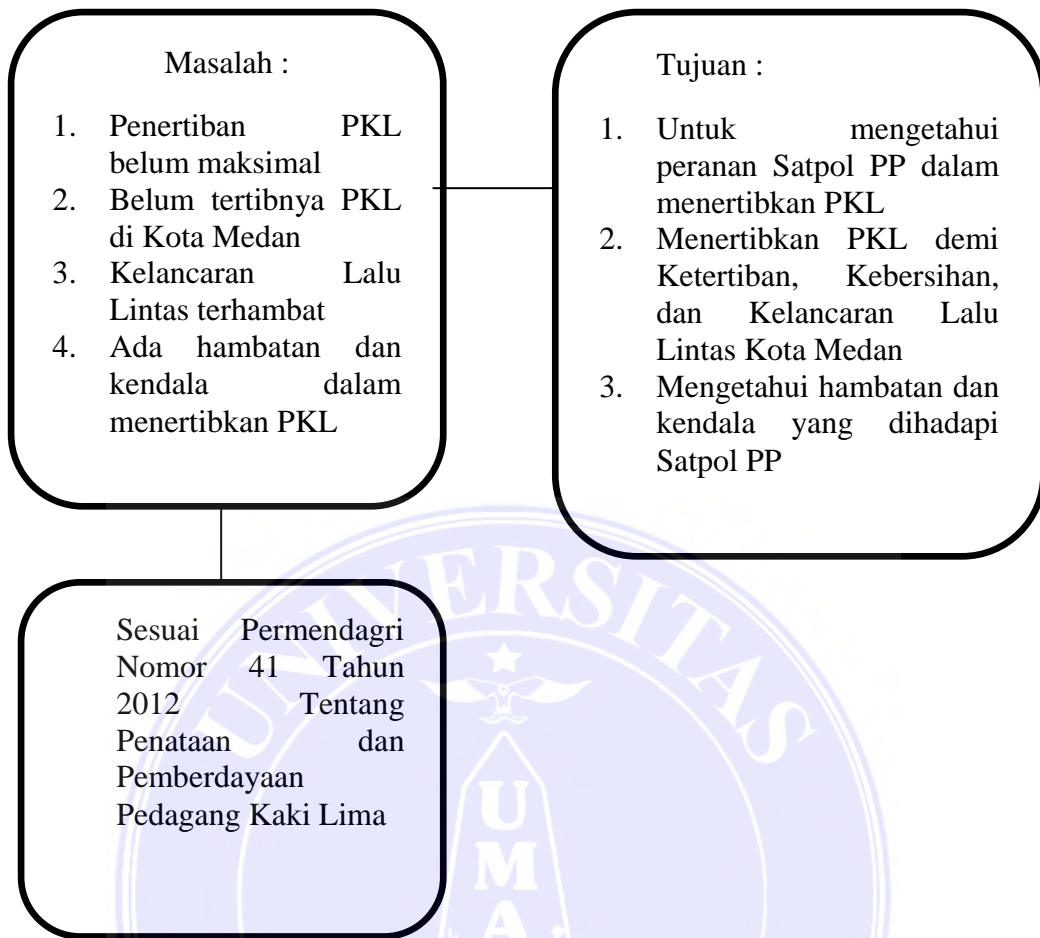 Masalah :
1. Penertiban PKL
belum maksimal
2. Belum tertibnya PKL
di Kota Medan
3. Kelancaran Lalu
Lintas terhambat
4. Ada hambatan dan
kendala dalam
menertibkan PKL
Tujuan :
1. Untuk mengetahui
peranan Satpol PP dalam
menertibkan PKL
2. Menertibkan PKL demi
Ketertiban, Kebersihan,
dan Kelancaran Lalu
Lintas Kota Medan
3. Mengetahui hambatan dan
kendala yang dihadapi
Satpol PP
Sesuai Permendagri
Nomor 41 Tahun
2012 Tentang
Penataan dan
Pemberdayaan
Pedagang Kaki Lima
UNIVERSITAS
U
M
A